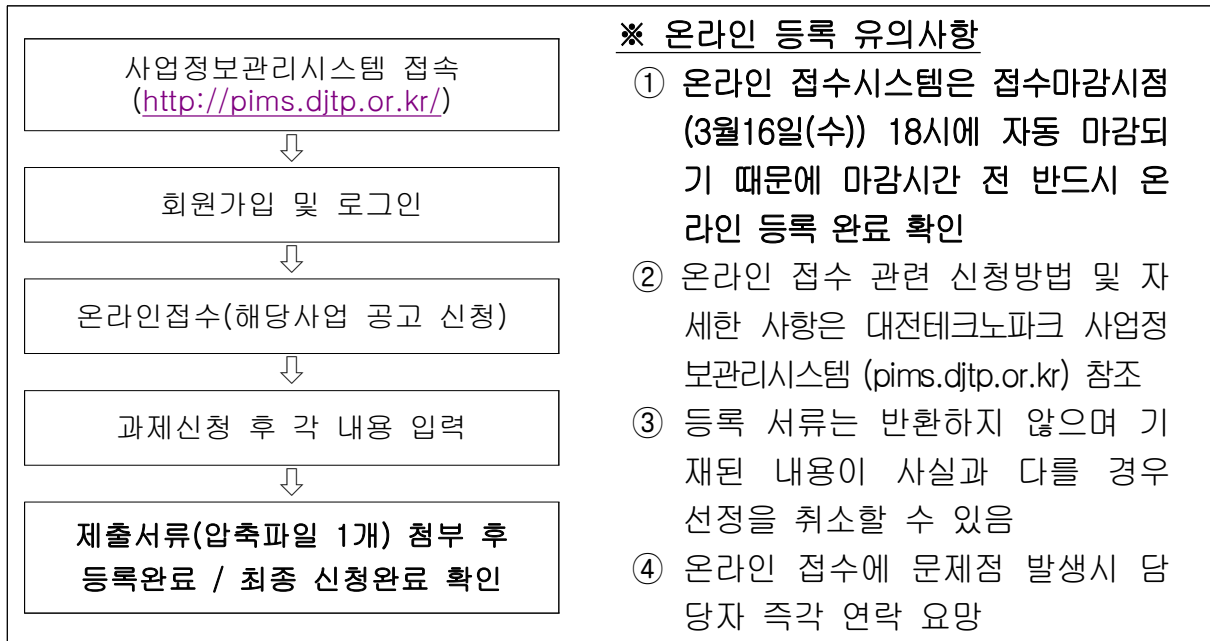 사업정보관리시스템 접속
(http://pims.djtp.or.kr/)
⇩
회원가입 및 로그인
⇩
온라인접수(해당사업 공고 신청)
⇩
과제신청 후 각 내용 입력
⇩
제출서류(압축파일 1개) 첨부 후
등록완료 / 최종 신청완료 확인
※ 온라인 등록 유의사항
① 온라인 접수시스템은 접수마감시점
(3월16일(수)) 18시에 자동 마감되
기 때문에 마감시간 전 반드시 온
라인 등록 완료 확인
② 온라인 접수 관련 신청방법 및 자
세한 사항은 대전테크노파크 사업정
보관리시스템 (pims.djtp.or.kr) 참조
③ 등록 서류는 반환하지 않으며 기
재된 내용이 사실과 다를 경우
선정을 취소할 수 있음
④ 온라인 접수에 문제점 발생시 담
당자 즉각 연락 요망